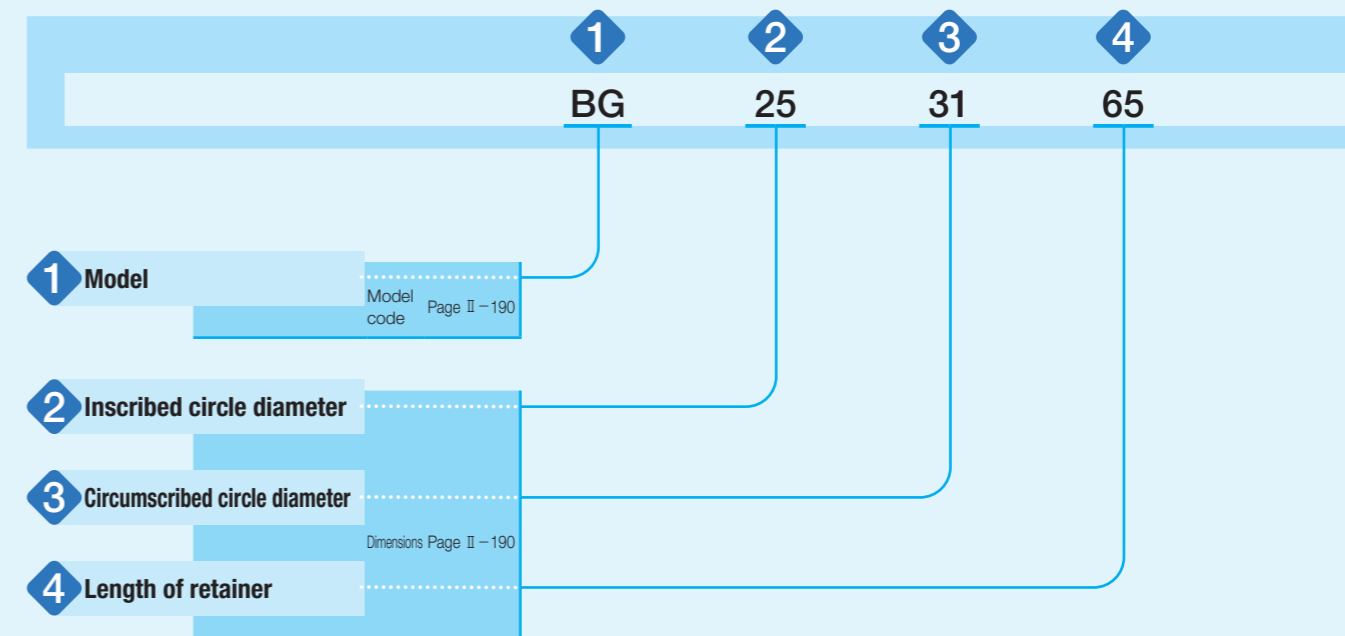 1 2 3 4
BG 25 31 65
1 Model
Model code Page Ⅱ－190
2 Inscribed circle diameter
3 Circumscribed circle diameter
Dimensions Page Ⅱ－190
4 Length of retainer